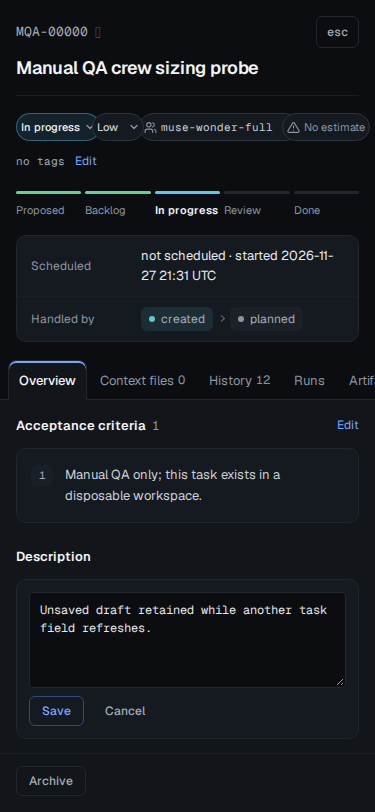 MQA-00000
esc
Manual QA crew sizing probe
In progress
Low
muse-wonder-full
No estimate
no tags Edit
Proposed Backlog In progress Review Done
Scheduled
not scheduled · started 2026-11-
27 21:31 UTC
Handled by
created › planned
Overview Context files 0 History 12 Runs Artif
Acceptance criteria 1
Edit
1
Manual QA only; this task exists in a
disposable workspace.
Description
Unsaved draft retained while another task
field refreshes.
Save Cancel
Archive